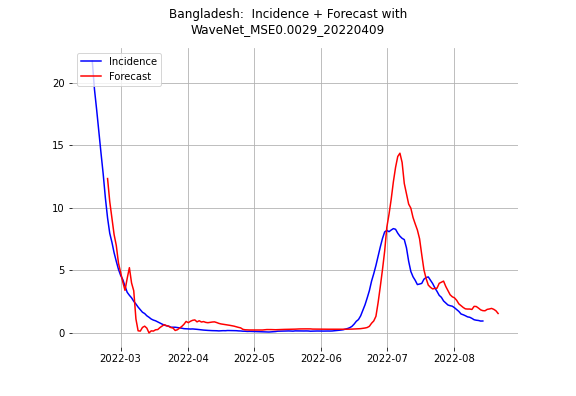 Bangladesh:  Incidence + Forecast with
WaveNet_MSE0.0029_20220409
Incidence
Forecast
20
15
10
5
0
2022-03 2022-04 2022-05 2022-06 2022-07 2022-08